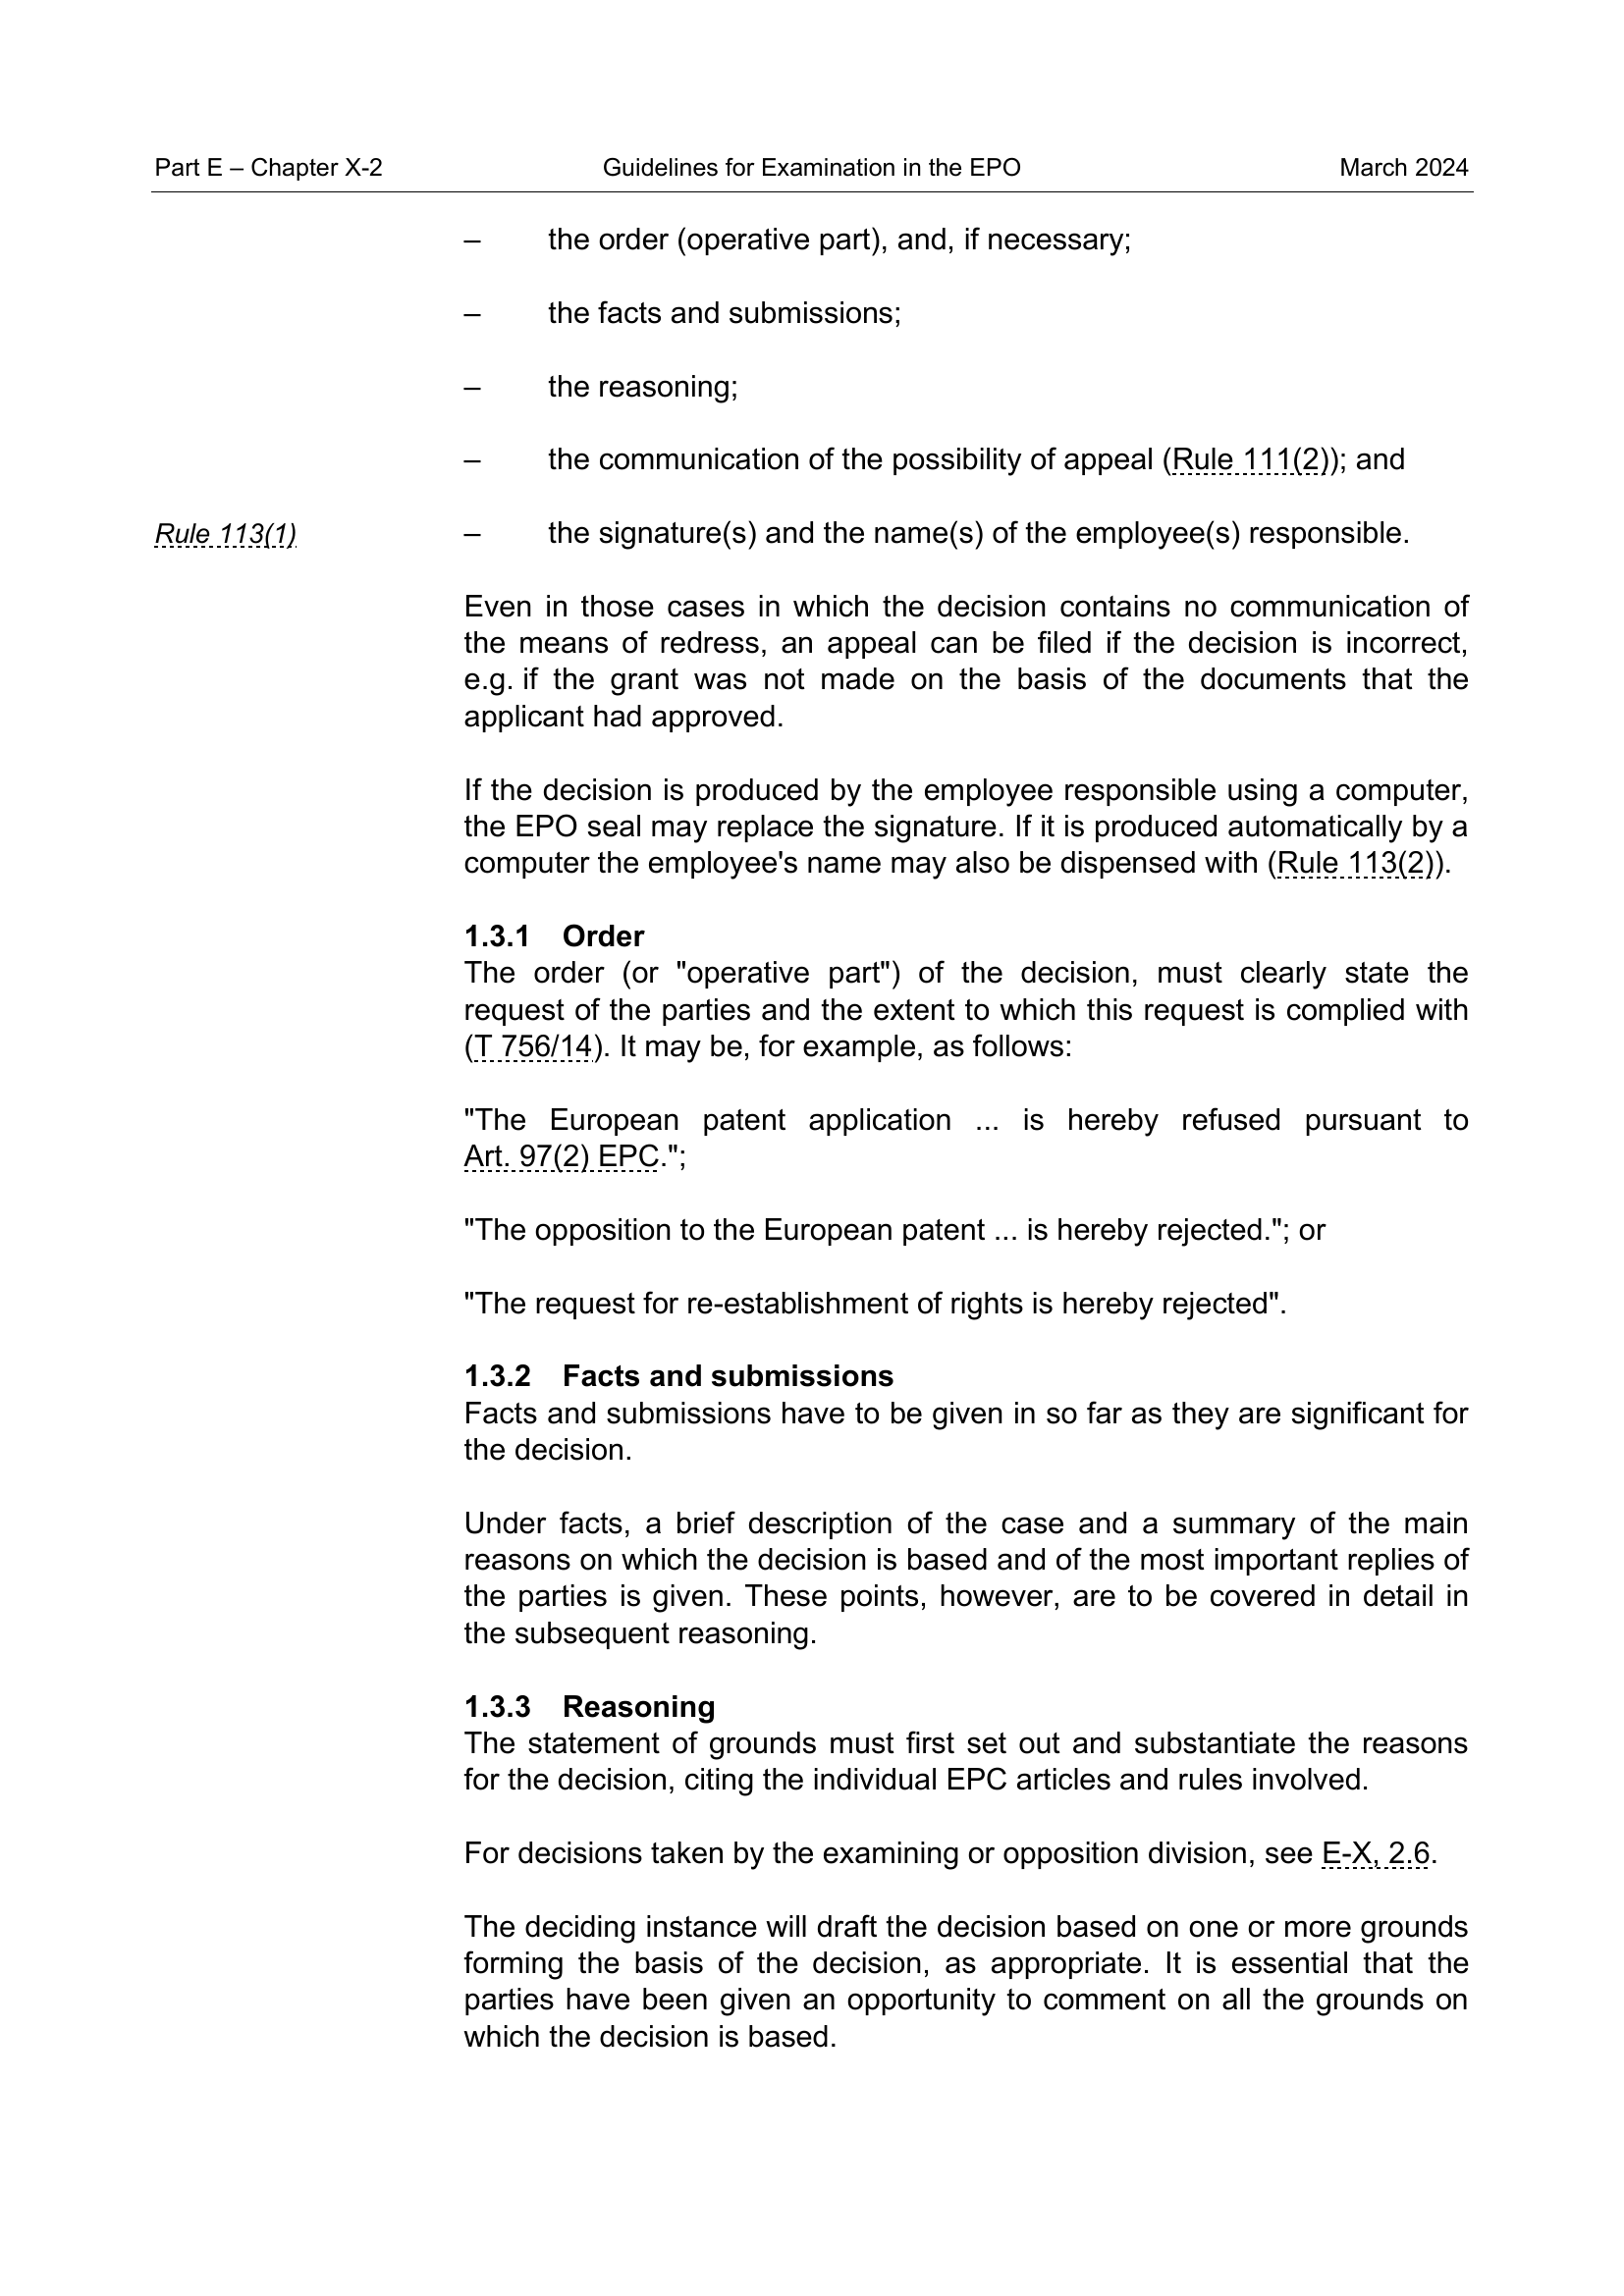 Part E – Chapter X-2 Guidelines for Examination in the EPO March 2024
– the order (operative part), and, if necessary;
– the facts and submissions;
– the reasoning;
– the communication of the possibility of appeal (Rule 111(2)); and
Rule 113(1) – the signature(s) and the name(s) of the employee(s) responsible.
Even in those cases in which the decision contains no communication of
the means of redress, an appeal can be filed if the decision is incorrect,
e.g. if the grant was not made on the basis of the documents that the
applicant had approved.
If the decision is produced by the employee responsible using a computer,
the EPO seal may replace the signature. If it is produced automatically by a
computer the employee's name may also be dispensed with (Rule 113(2)).
1.3.1 Order
The order (or "operative part") of the decision, must clearly state the
request of the parties and the extent to which this request is complied with
(T 756/14). It may be, for example, as follows:
"The European patent application ... is hereby refused pursuant to
Art. 97(2) EPC.";
"The opposition to the European patent ... is hereby rejected."; or
"The request for re-establishment of rights is hereby rejected".
1.3.2 Facts and submissions
Facts and submissions have to be given in so far as they are significant for
the decision.
Under facts, a brief description of the case and a summary of the main
reasons on which the decision is based and of the most important replies of
the parties is given. These points, however, are to be covered in detail in
the subsequent reasoning.
1.3.3 Reasoning
The statement of grounds must first set out and substantiate the reasons
for the decision, citing the individual EPC articles and rules involved.
For decisions taken by the examining or opposition division, see E-X, 2.6.
The deciding instance will draft the decision based on one or more grounds
forming the basis of the decision, as appropriate. It is essential that the
parties have been given an opportunity to comment on all the grounds on
which the decision is based.